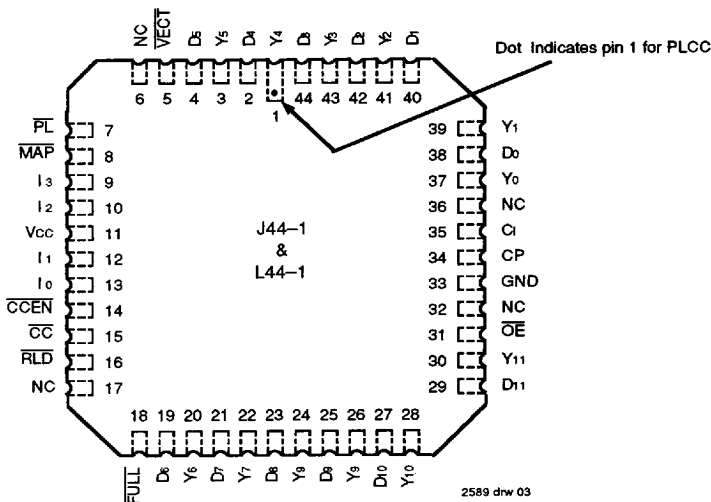 NC VECT D5 Y5 D4 Y4 D3 Y3 D2 Y2 D1
Dot Indicates pin 1 for PLCC
6 5 4 3 2 1 44 43 42 41 40
PL 7
MAP 8
I3 9
I2 10
VCC 11
I1 12
I0 13
CCEN 14
CC 15
RLD 16
NC 17
J44-1
&
L44-1
39 Y1
38 D0
37 Y0
36 NC
35 CI
34 CP
33 GND
32 NC
31 OE
30 Y11
29 D11
18 19 20 21 22 23 24 25 26 27 28
FULL D6 Y6 D7 Y7 D8 Y9 D9 Y9 D10 Y10
2589 drw 03